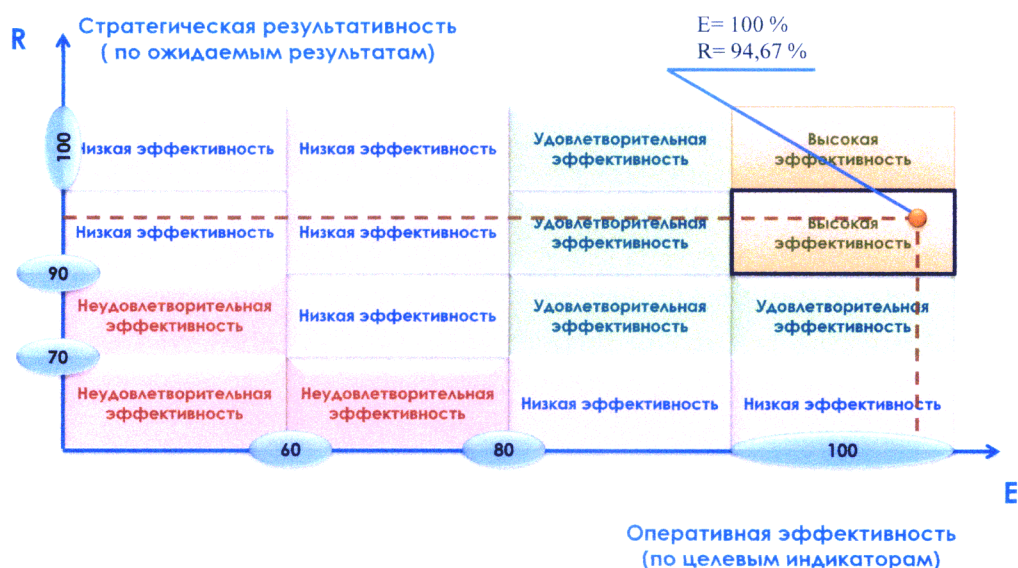 Стратегическая результативность
( по ожидаемым результатам)
R
E= 100 %
R= 94,67 %
100
Низкая эффективность
Низкая эффективность
Удовлетворительная
эффективность
Высокая
эффективность
Низкая эффективность
Низкая эффективность
Удовлетворительная
эффективность
Высокая
эффективность
90
Неудовлетворительная
эффективность
Низкая эффективность
Удовлетворительная
эффективность
Удовлетворительная
эффективность
70
Неудовлетворительная
эффективность
Неудовлетворительная
эффективность
Низкая эффективность
Низкая эффективность
60
80
100
E
Оперативная эффективность
(по целевым индикаторам)